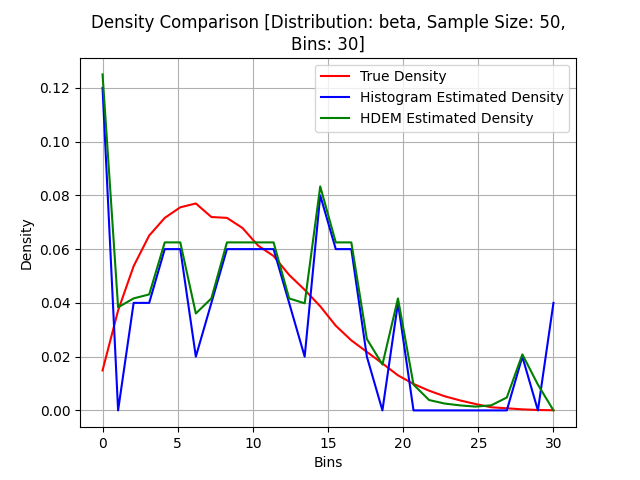 Density Comparison [Distribution: beta, Sample Size: 50,
Bins: 30]
True Density
Histogram Estimated Density
HDEM Estimated Density
Density
0.12
0.10
0.08
0.06
0.04
0.02
0.00
0 5 10 15 20 25 30
Bins